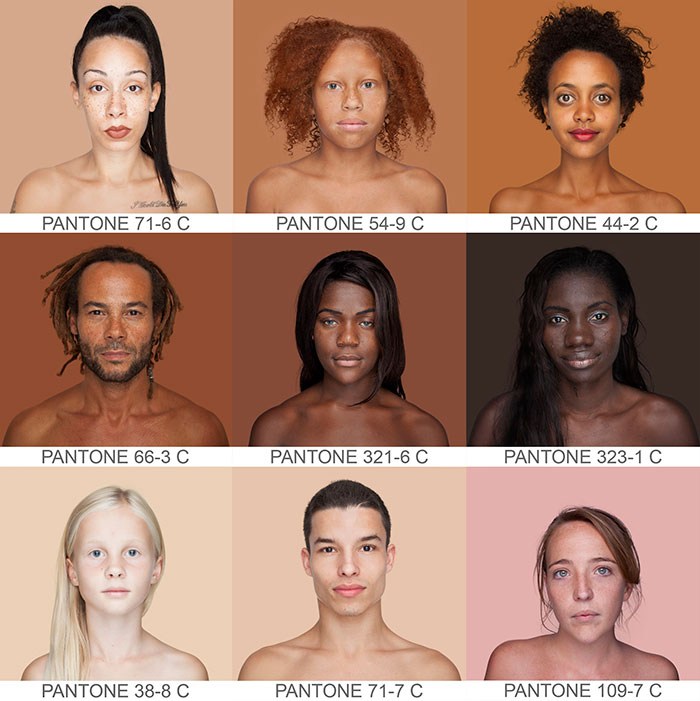 PANTONE 71-6 C
PANTONE 54-9 C
PANTONE 44-2 C
PANTONE 66-3 C
PANTONE 321-6 C
PANTONE 323-1 C
PANTONE 38-8 C
PANTONE 71-7 C
PANTONE 109-7 C